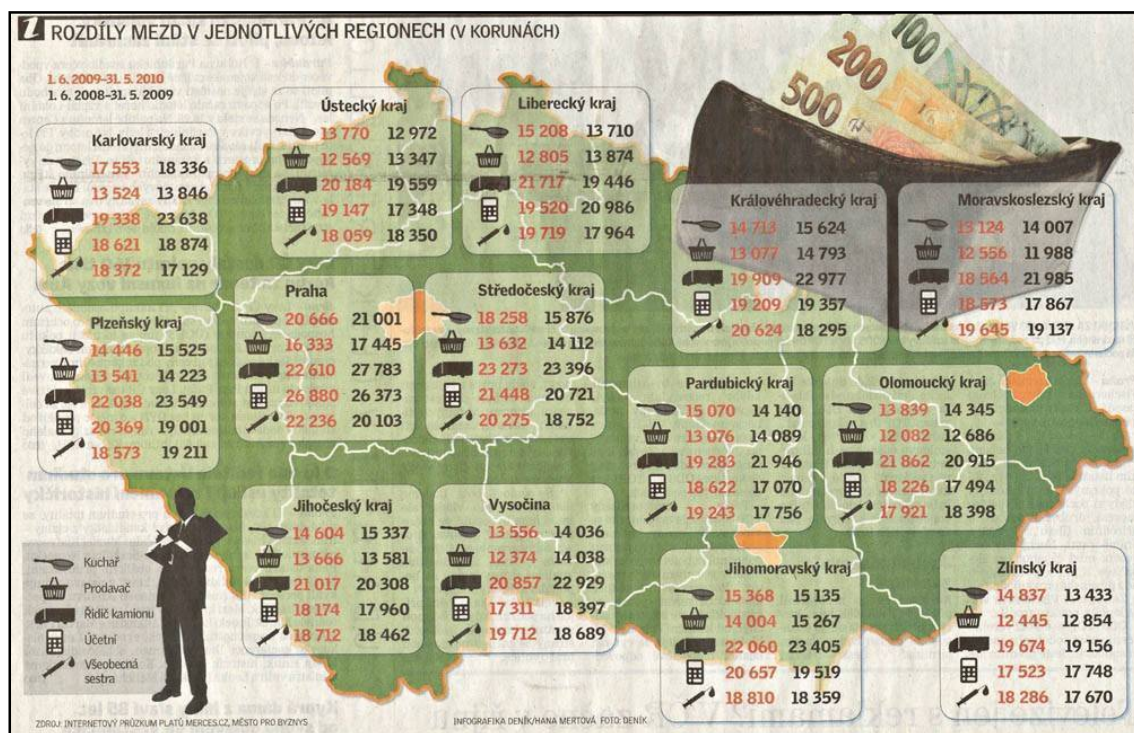 i ROZDÍLY MEZD V JEDNOTLIVÝCH REGIONECH (V KORUNÁCH)
1. 6. 2009–31. 5. 2010
1. 6. 2008–31. 5. 2009
Karlovarský kraj
17 553 18 336
13 524 13 846
19 338 23 638
18 621 18 874
18 372 17 129
Ústecký kraj
13 770 12 972
12 569 13 347
20 184 19 559
19 147 17 348
18 059 18 350
Liberecký kraj
15 208 13 710
12 805 13 874
21 717 19 446
19 520 20 986
19 719 17 964
500 200 100
Královéhradecký kraj
14 713 15 624
13 077 14 793
19 909 22 977
19 209 19 357
20 624 18 295
Moravskoslezský kraj
13 124 14 007
12 556 11 988
18 564 21 985
18 573 17 867
19 645 19 137
Plzeňský kraj
14 446 15 525
13 541 14 223
22 038 23 549
20 369 19 001
18 573 19 211
Praha
20 666 21 001
16 333 17 445
22 610 27 783
26 880 26 373
22 236 20 103
Středočeský kraj
18 258 15 876
13 632 14 112
23 273 23 396
21 448 20 721
20 275 18 752
Pardubický kraj
15 070 14 140
13 076 14 089
19 283 21 946
18 622 17 070
19 243 17 756
Olomoucký kraj
13 839 14 345
12 082 12 686
21 862 20 915
18 226 17 494
17 921 18 398
Jihočeský kraj
14 604 15 337
13 666 13 581
21 017 20 308
18 174 17 960
18 712 18 462
Vysočina
13 556 14 036
12 374 14 038
20 857 22 929
17 311 18 397
19 712 18 689
Jihomoravský kraj
15 368 15 135
14 004 15 267
22 060 23 405
20 657 19 519
18 810 18 359
Zlínský kraj
14 837 13 433
12 445 12 854
19 674 19 156
17 523 17 748
18 286 17 670
Kuchař
Prodavač
Řidič kamionu
Účetní
Všeobecná
sestra
ZDROJ: INTERNETOVÝ PRŮZKUM PLATŮ MERCES.CZ, MĚSTO PRO BYZNYS
INFOGRAFIKA DENÍK/HANA MERTOVÁ FOTO: DENÍK